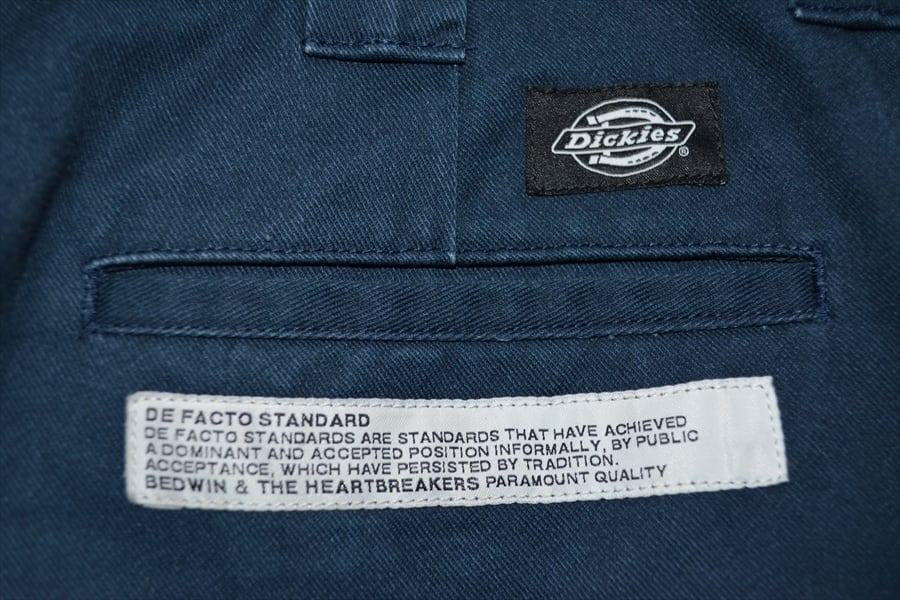 Dickies®
DE FACTO STANDARD
DE FACTO STANDARDS ARE STANDARDS THAT HAVE ACHIEVED
A DOMINANT AND ACCEPTED POSITION INFORMALLY, BY PUBLIC
ACCEPTANCE, WHICH HAVE PERSISTED BY TRADITION.
BEDWIN & THE HEARTBREAKERS PARAMOUNT QUALITY